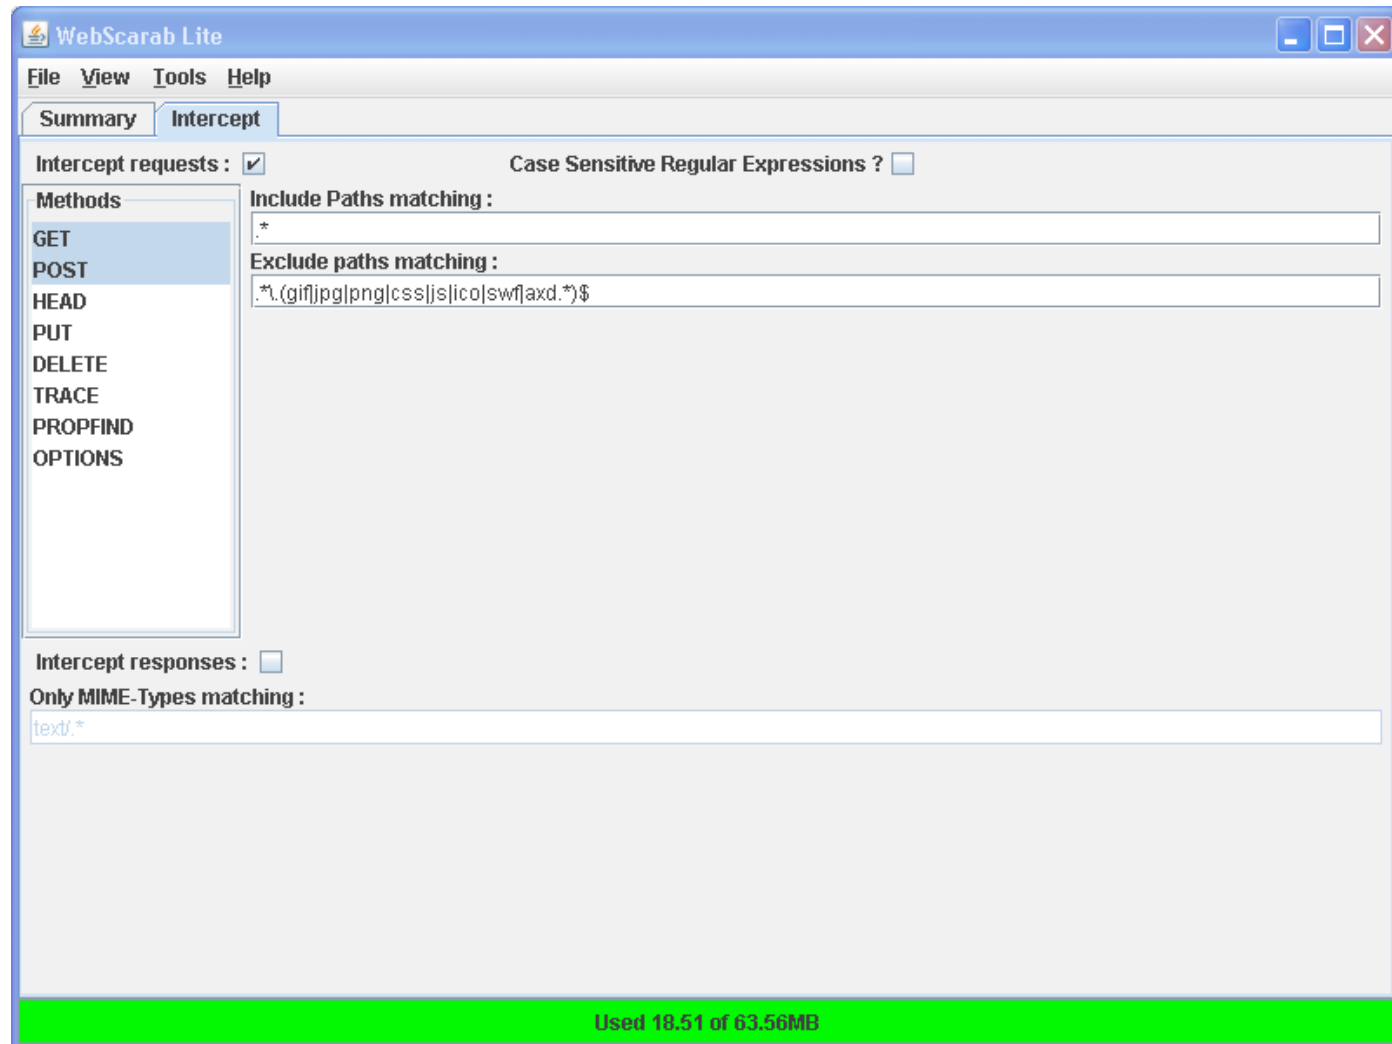 WebScarab Lite
File View Tools Help
Summary Intercept
Intercept requests : Case Sensitive Regular Expressions ?
Methods
Include Paths matching :
.*
Exclude paths matching :
.*\.(gif|jpg|png|css|js|ico|swf|axd.*)$
GET
POST
HEAD
PUT
DELETE
TRACE
PROPFIND
OPTIONS
Intercept responses :
Only MIME-Types matching :
text/.*
Used 18.51 of 63.56MB